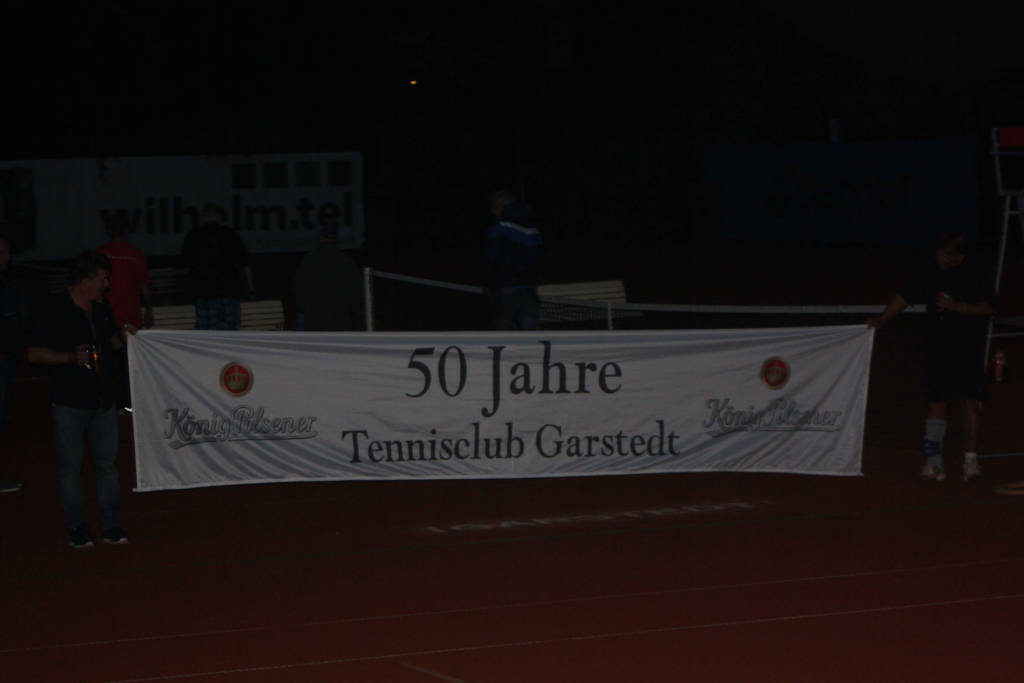 wilhelm.tel
50 Jahre
König Pilsener
König Pilsener
Tennisclub Garstedt